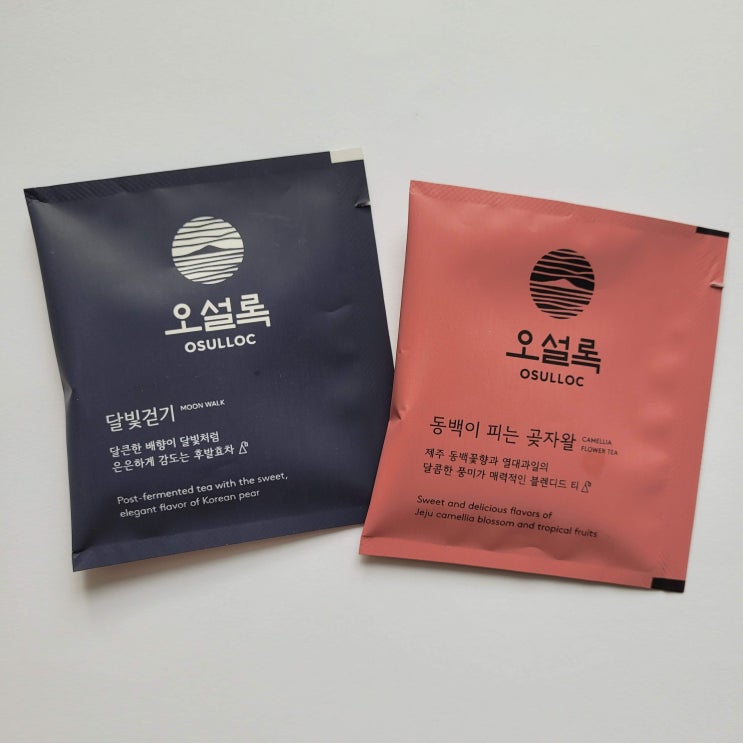 오설록
OSULLOC
달빛걷기 MOON WALK
달큰한 배향이 달빛처럼
은은하게 감도는 후발효차
Post-fermented tea with the sweet,
elegant flavor of Korean pear
오설록
OSULLOC
동백이 피는 곶자왈 CAMELLIA
FLOWER TEA
제주 동백꽃향과 열대과일의
달콤한 풍미가 매력적인 블렌디드 티
Sweet and delicious flavors of
Jeju camellia blossom and tropical fruits